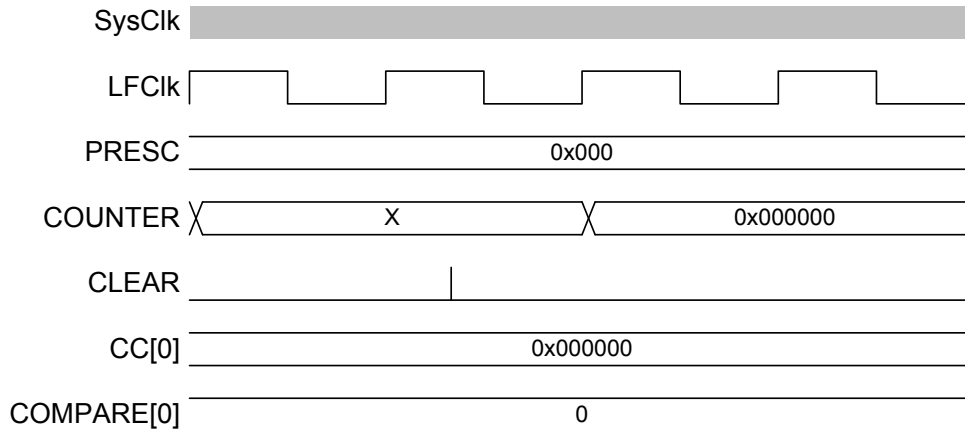 SysClk
LFClk
PRESC 0x000
COUNTER X 0x000000
CLEAR
CC[0] 0x000000
COMPARE[0] 0